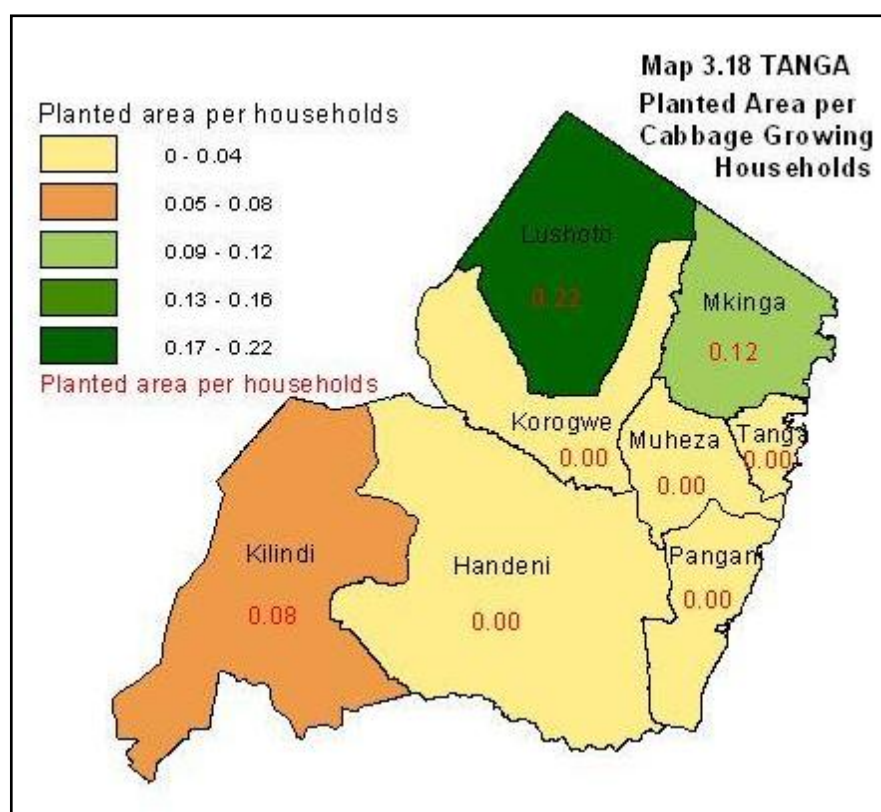 Map 3.18 TANGA
Planted Area per
Cabbage Growing
Households
Planted area per households
0 - 0.04
0.05 - 0.08
0.09 - 0.12
0.13 - 0.16
0.17 - 0.22
Planted area per households
Lushoto
0.22
Mkinga
0.12
Korogwe
0.00
Muheza
0.00
Tanga
0.00
Kilindi
0.08
Handeni
0.00
Pangan
0.00